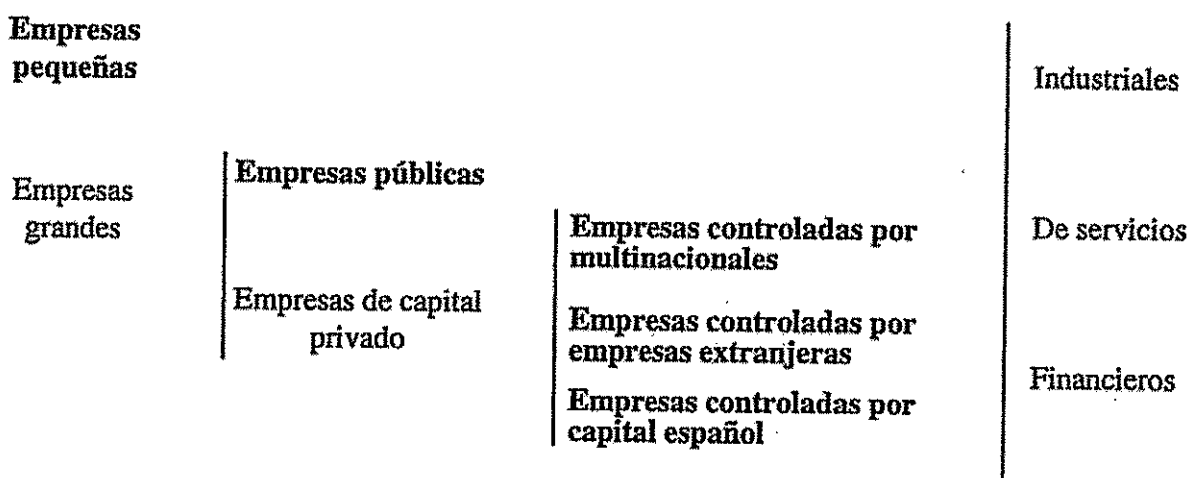 Empresas
pequeñas
Empresas
grandes
Empresas públicas
Empresas de capital
privado
Empresas controladas por
multinacionales
Empresas controladas por
empresas extranjeras
Empresas controladas por
capital español
Industriales
De servicios
Financieros